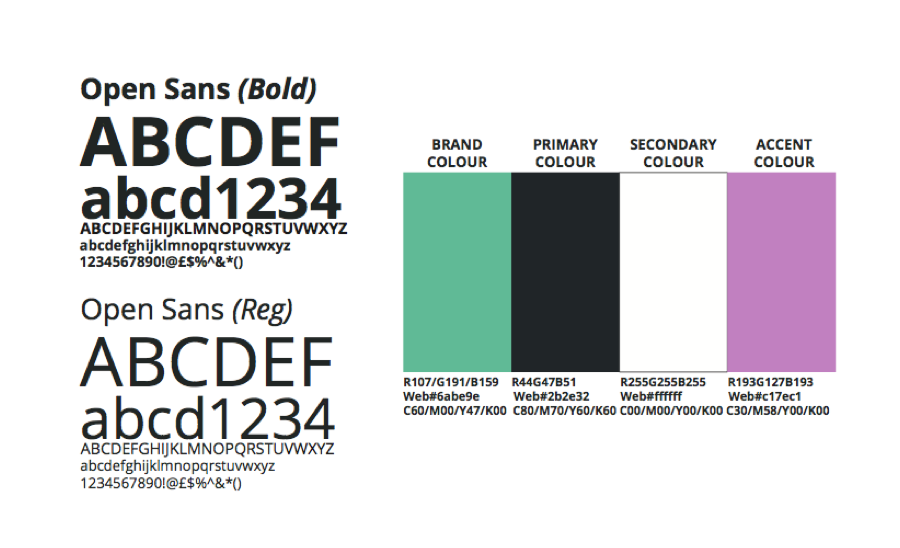 Open Sans (Bold)
ABCDEF
abcd1234
ABCDEFGHIJKLMNOPQRSTUVWXYZ
abcdefghijklmnopqrstuvwxyz
1234567890!@£$%^&*()
Open Sans (Reg)
ABCDEF
abcd1234
ABCDEFGHIJKLMNOPQRSTUVWXYZ
abcdefghijklmnopqrstuvwxyz
1234567890!@£$%^&*()
BRAND
COLOUR
R107/G191/B159
Web#6abe9e
C60/M00/Y47/K00
PRIMARY
COLOUR
R44G47B51
Web#2b2e32
C80/M70/Y60/K60
SECONDARY
COLOUR
R255G255B255
Web#ffffff
C00/M00/Y00/K00
ACCENT
COLOUR
R193G127B193
Web#c17ec1
C30/M58/Y00/K00